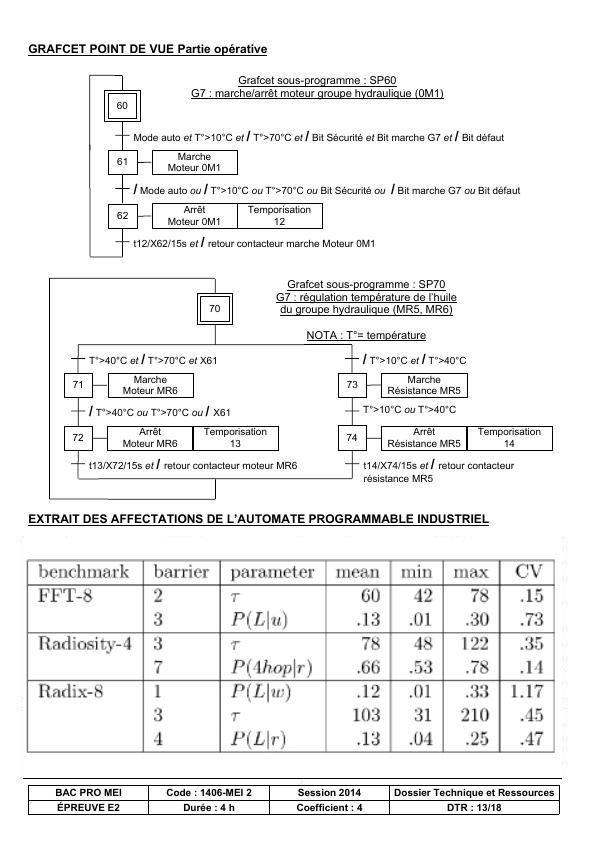 GRAFCET POINT DE VUE Partie opérative
Grafcet sous-programme : SP60
G7 : marche/arrêt moteur groupe hydraulique (0M1)
60
Mode auto et T°>10°C et / T°>70°C et / Bit Sécurité et Bit marche G7 et / Bit défaut
61 Marche
Moteur 0M1
/ Mode auto ou / T°>10°C ou T°>70°C ou Bit Sécurité ou / Bit marche G7 ou Bit défaut
62 Arrêt Temporisation
Moteur 0M1 12
t12/X62/15s et / retour contacteur marche Moteur 0M1
Grafcet sous-programme : SP70
G7 : régulation température de l'huile
du groupe hydraulique (MR5, MR6)
70
NOTA : T°= température
T°>40°C et / T°>70°C et X61 / T°>10°C et / T°>40°C
71 Marche 73 Marche
Moteur MR6 Résistance MR5
/ T°>40°C ou T°>70°C ou / X61 T°>10°C ou T°>40°C
72 Arrêt Temporisation 74 Arrêt Temporisation
Moteur MR6 13 Résistance MR5 14
t13/X72/15s et / retour contacteur moteur MR6 t14/X74/15s et / retour contacteur
résistance MR5
EXTRAIT DES AFFECTATIONS DE L'AUTOMATE PROGRAMMABLE INDUSTRIEL
benchmark barrier parameter mean min max CV
FFT-8 2 τ 60 42 78 .15
3 P(L|u) .13 .01 .30 .73
Radiosity-4 3 τ 78 48 122 .35
7 P(4hop|r) .66 .53 .78 .14
Radix-8 1 P(L|w) .12 .01 .33 1.17
3 τ 103 31 210 .45
4 P(L|r) .13 .04 .25 .47
BAC PRO MEI Code : 1406-MEI 2 Session 2014 Dossier Technique et Ressources
ÉPREUVE E2 Durée : 4 h Coefficient : 4 DTR : 13/18